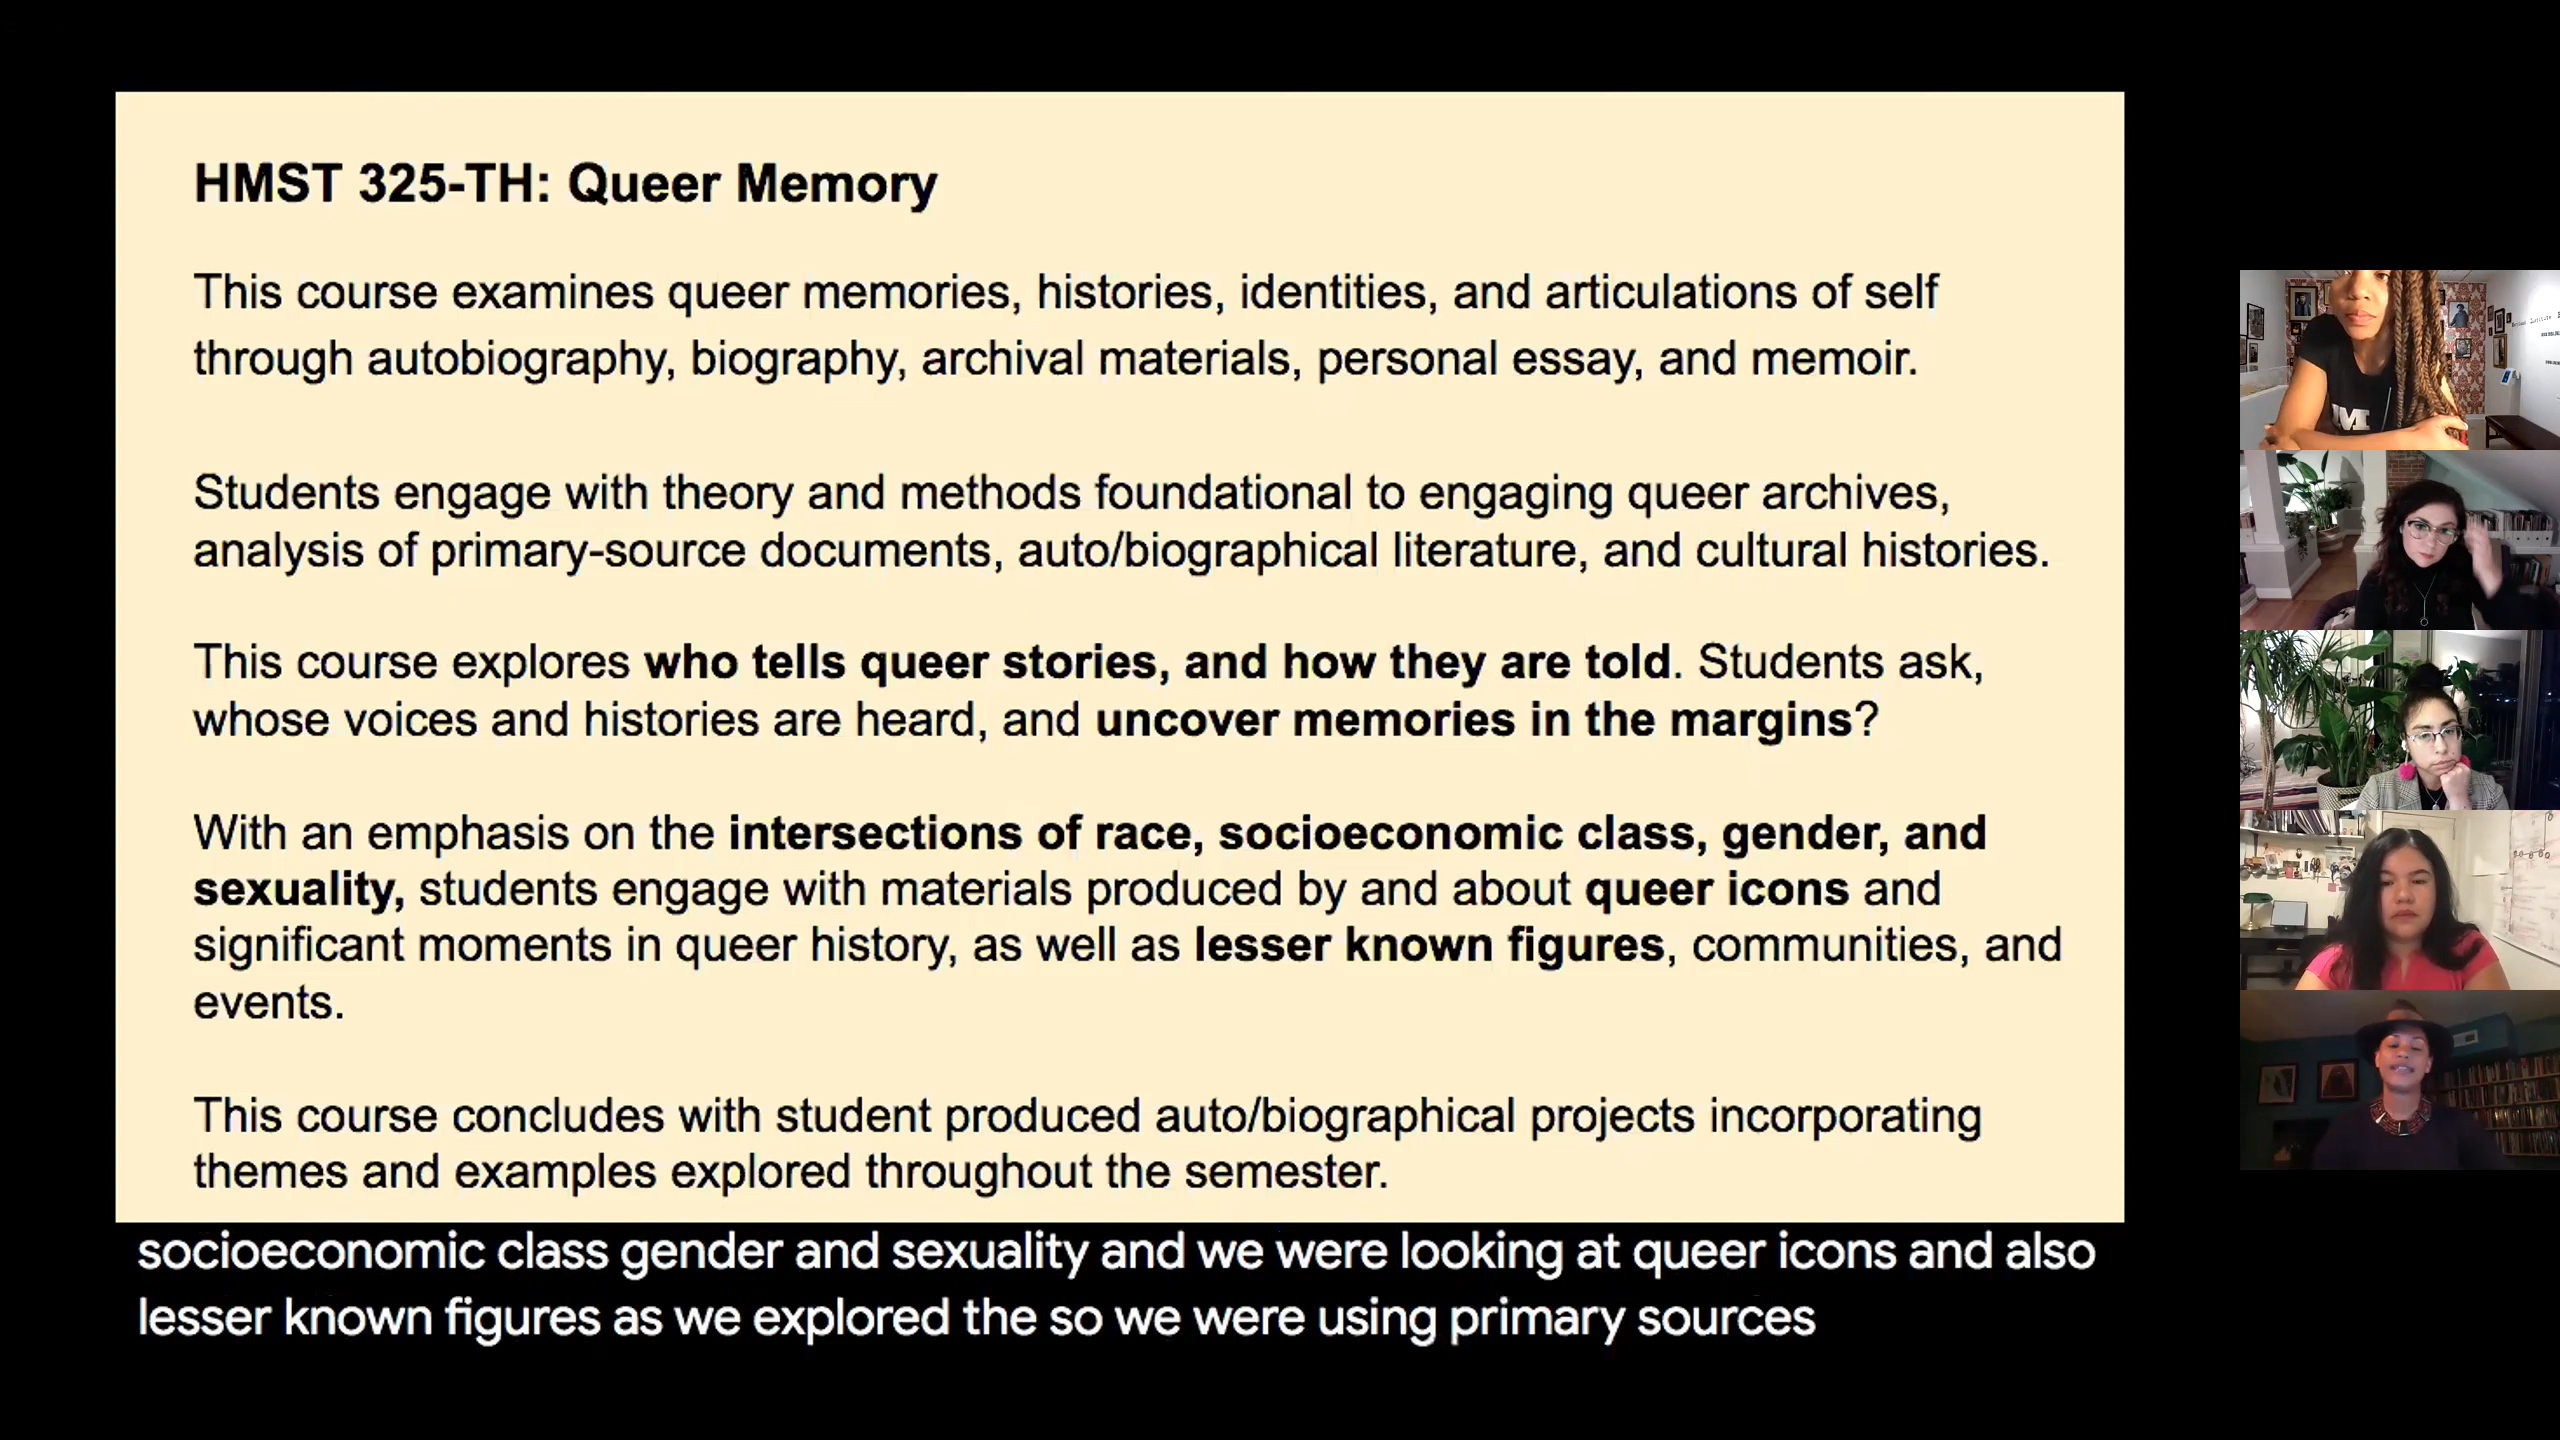 HMST 325-TH: Queer Memory
This course examines queer memories, histories, identities, and articulations of self
through autobiography, biography, archival materials, personal essay, and memoir.
Students engage with theory and methods foundational to engaging queer archives,
analysis of primary-source documents, auto/biographical literature, and cultural histories.
This course explores who tells queer stories, and how they are told. Students ask,
whose voices and histories are heard, and uncover memories in the margins?
With an emphasis on the intersections of race, socioeconomic class, gender, and
sexuality, students engage with materials produced by and about queer icons and
significant moments in queer history, as well as lesser known figures, communities, and
events.
This course concludes with student produced auto/biographical projects incorporating
themes and examples explored throughout the semester.
socioeconomic class gender and sexuality and we were looking at queer icons and also
lesser known figures as we explored the so we were using primary sources